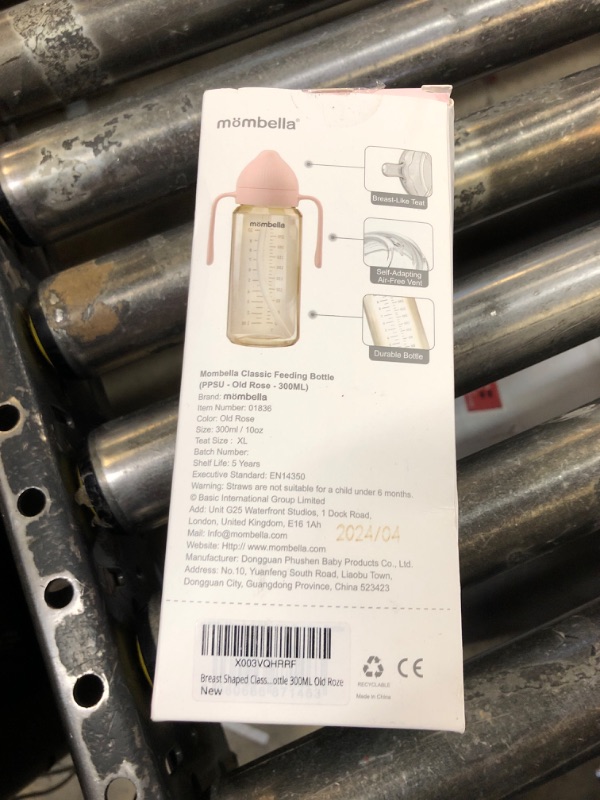 mömbella®
mömbella
Breast-Like Teat
Self-Adapting
Air-Free Vent
Durable Bottle
Mombella Classic Feeding Bottle
(PPSU - Old Rose - 300ML)
Brand: mömbella
Item Number: 01836
Color: Old Rose
Size: 300ml / 10oz
Teat Size : XL
Batch Number:
Shelf Life: 5 Years
Executive Standard: EN14350
Warning: Straws are not suitable for a child under 6 months.
© Basic International Group Limited
Add: Unit G25 Waterfront Studios, 1 Dock Road,
London, United Kingdom, E16 1Ah
Mail: info@mombella.com
2024/04
Website: Http:// www.mombella.com
Manufacturer: Dongguan Phushen Baby Products Co., Ltd.
Address: No.10, Yuanfeng South Road, Liaobu Town,
Dongguan City, Guangdong Province, China 523423
X003VQHRRF
Breast Shaped Class...ottle 300ML Old Roze
New
RECYCLABLE
Made in China
CE